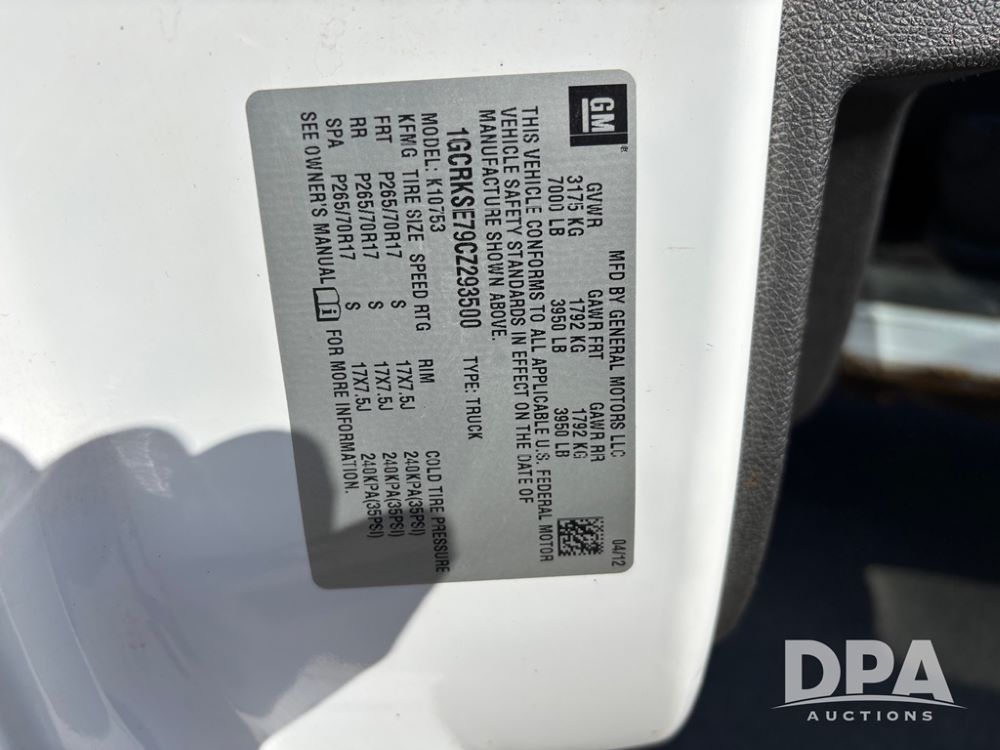 GM
®
MFD BY GENERAL MOTORS LLC 04/12
GVWR GAWR FRT GAWR RR
3175 KG 1792 KG 1792 KG
7000 LB 3950 LB 3950 LB
THIS VEHICLE CONFORMS TO ALL APPLICABLE U.S. FEDERAL MOTOR
VEHICLE SAFETY STANDARDS IN EFFECT ON THE DATE OF
MANUFACTURE SHOWN ABOVE.
1GCRKSE79CZ293500 TYPE: TRUCK
MODEL: K10753
KFMG TIRE SIZE SPEED RTG RIM COLD TIRE PRESSURE
FRT P265/70R17 S 17X7.5J 240KPA(35PSI)
RR P265/70R17 S 17X7.5J 240KPA(35PSI)
SPA P265/70R17 S 17X7.5J 240KPA(35PSI)
SEE OWNER'S MANUAL i FOR MORE INFORMATION.
DPA
AUCTIONS